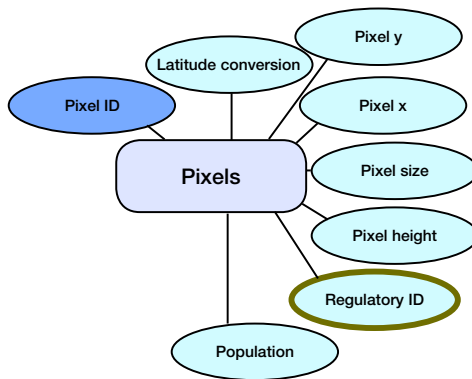 Pixel y
Latitude conversion
Pixel ID
Pixel x
Pixels
Pixel size
Pixel height
Regulatory ID
Population